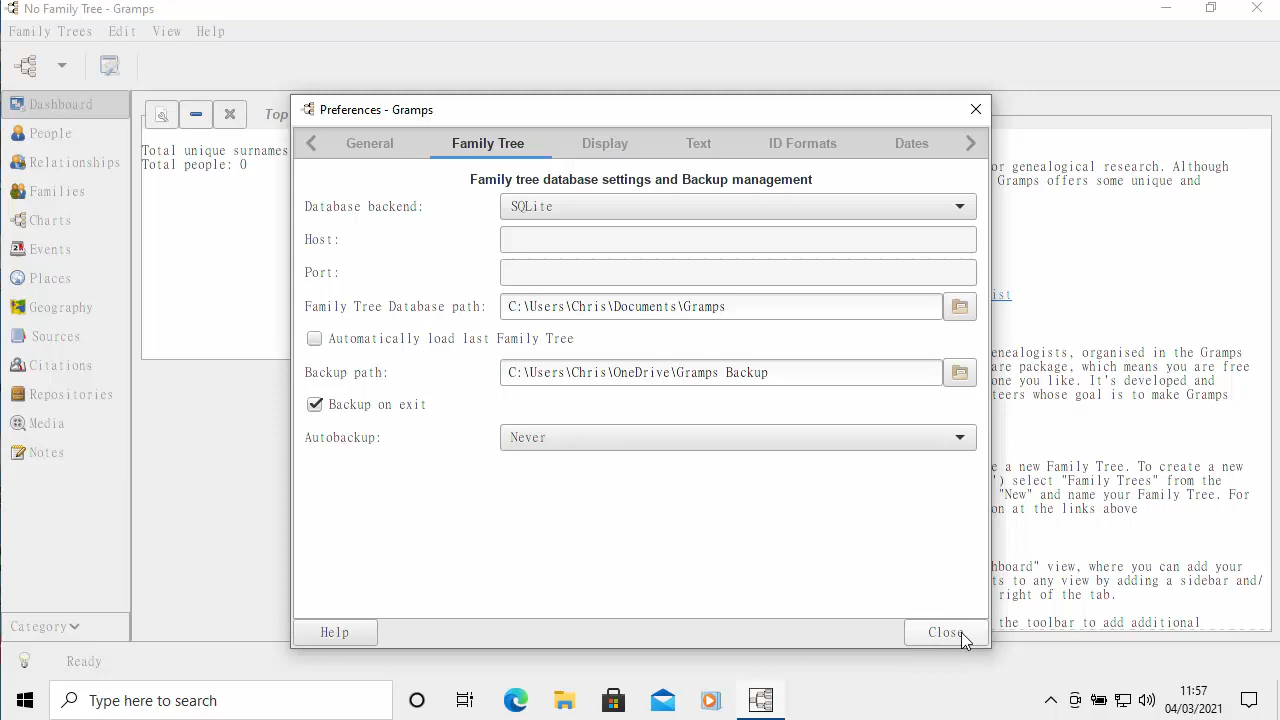 No Family Tree - Gramps
Family Trees Edit View Help
Dashboard
People
Relationships
Families
Charts
Events
Places
Geography
Sources
Citations
Repositories
Media
Notes
Category
Top
Total unique surnames
Total people: 0
Preferences - Gramps
General Family Tree Display Text ID Formats Dates
Family tree database settings and Backup management
Database backend: SQLite
Host:
Port:
Family Tree Database path: C:\Users\Chris\Documents\Gramps
Automatically load last Family Tree
Backup path: C:\Users\Chris\OneDrive\Gramps Backup
Backup on exit
Autobackup: Never
Help Close
or genealogical research. Although
Gramps offers some unique and
ist
enealogists, organised in the Gramps
are package, which means you are free
one you like. It's developed and
teers whose goal is to make Gramps
e a new Family Tree. To create a new
') select "Family Trees" from the
"New" and name your Family Tree. For
on at the links above
hboard" view, where you can add your
ts to any view by adding a sidebar and/
right of the tab.
the toolbar to add additional
Ready
Type here to search
11:57
04/03/2021